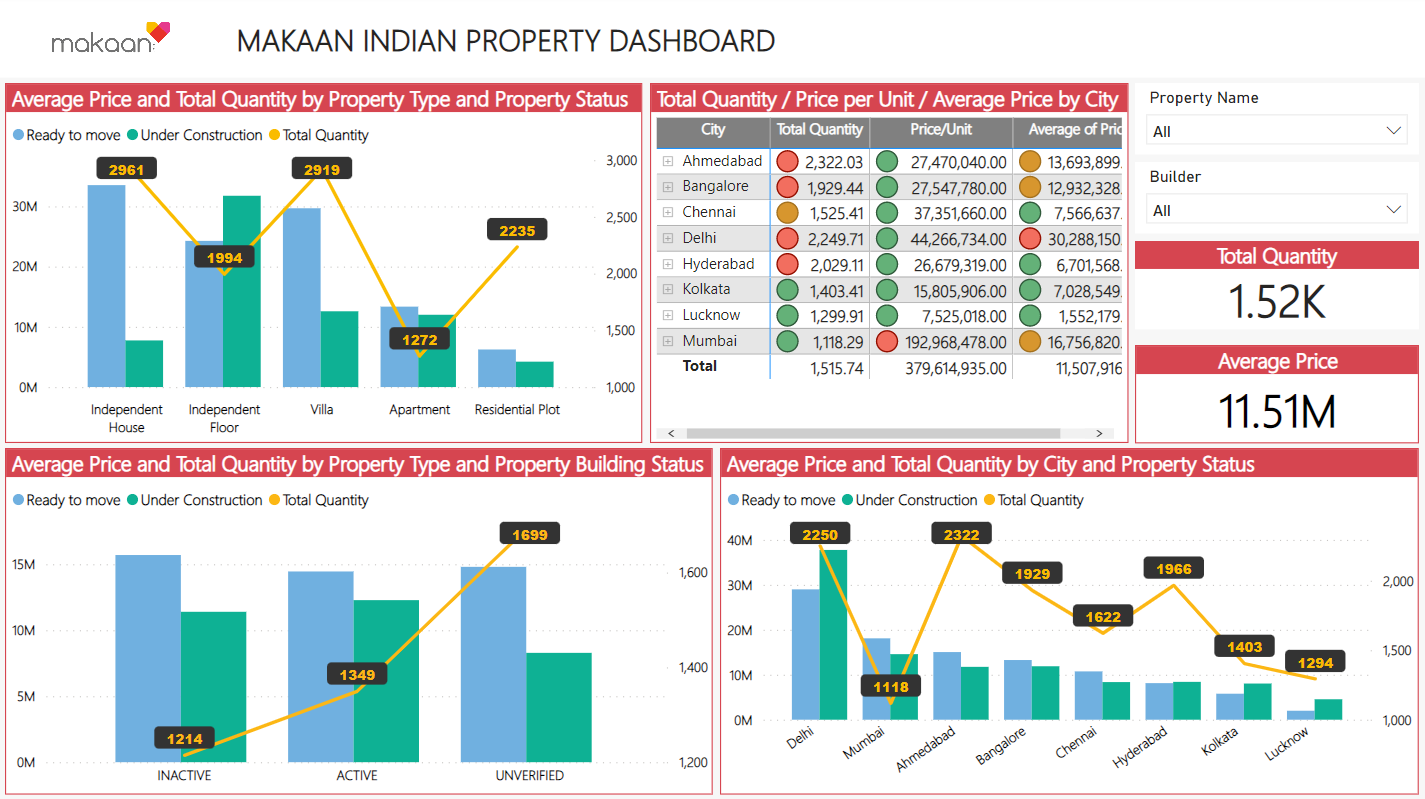 makaan
MAKAAN INDIAN PROPERTY DASHBOARD
Average Price and Total Quantity by Property Type and Property Status
Ready to move Under Construction Total Quantity
2961 2919
2235
1994
1272
3,000
2,500
2,000
1,500
1,000
30M
20M
10M
0M
Independent House
Independent Floor
Villa
Apartment
Residential Plot
Total Quantity / Price per Unit / Average Price by City
City Total Quantity Price/Unit Average of Pric
Ahmedabad 2,322.03 27,470,040.00 13,693,899.
Bangalore 1,929.44 27,547,780.00 12,932,328.
Chennai 1,525.41 37,351,660.00 7,566,637.
Delhi 2,249.71 44,266,734.00 30,288,150.
Hyderabad 2,029.11 26,679,319.00 6,701,568.
Kolkata 1,403.41 15,805,906.00 7,028,549.
Lucknow 1,299.91 7,525,018.00 1,552,179.
Mumbai 1,118.29 192,968,478.00 16,756,820.
Total 1,515.74 379,614,935.00 11,507,916
Property Name
All
Builder
All
Total Quantity
1.52K
Average Price
11.51M
Average Price and Total Quantity by Property Type and Property Building Status
Ready to move Under Construction Total Quantity
1699
1349
1214
15M
10M
5M
0M
1,600
1,400
1,200
INACTIVE ACTIVE UNVERIFIED
Average Price and Total Quantity by City and Property Status
Ready to move Under Construction Total Quantity
2250 2322
1929 1966
1622
1403
1294
1118
40M
30M
20M
10M
0M
2,000
1,500
1,000
Delhi Mumbai Ahmedabad Bangalore Chennai Hyderabad Kolkata Lucknow